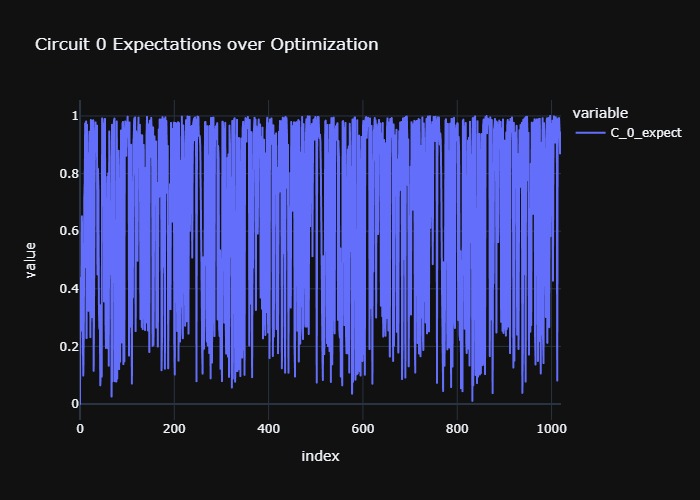 Circuit 0 Expectations over Optimization
variable
C_0_expect
value
1
0.8
0.6
0.4
0.2
0
0 200 400 600 800 1000
index